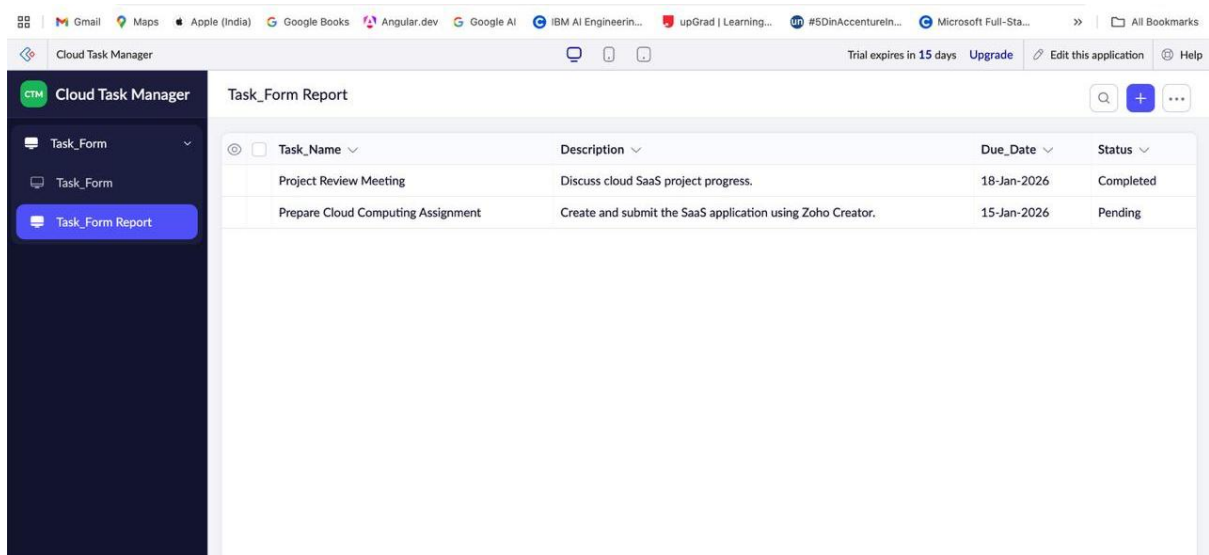 Gmail Maps Apple (India) Google Books Angular.dev Google AI IBM AI Engineerin... upGrad | Learning... #5DinAccentureIn... Microsoft Full-Sta... » All Bookmarks
Cloud Task Manager Trial expires in 15 days Upgrade Edit this application Help
CTM Cloud Task Manager
Task_Form Report
Task_Form
Task_Form
Task_Form Report
Task_Name Description Due_Date Status
Project Review Meeting Discuss cloud SaaS project progress. 18-Jan-2026 Completed
Prepare Cloud Computing Assignment Create and submit the SaaS application using Zoho Creator. 15-Jan-2026 Pending